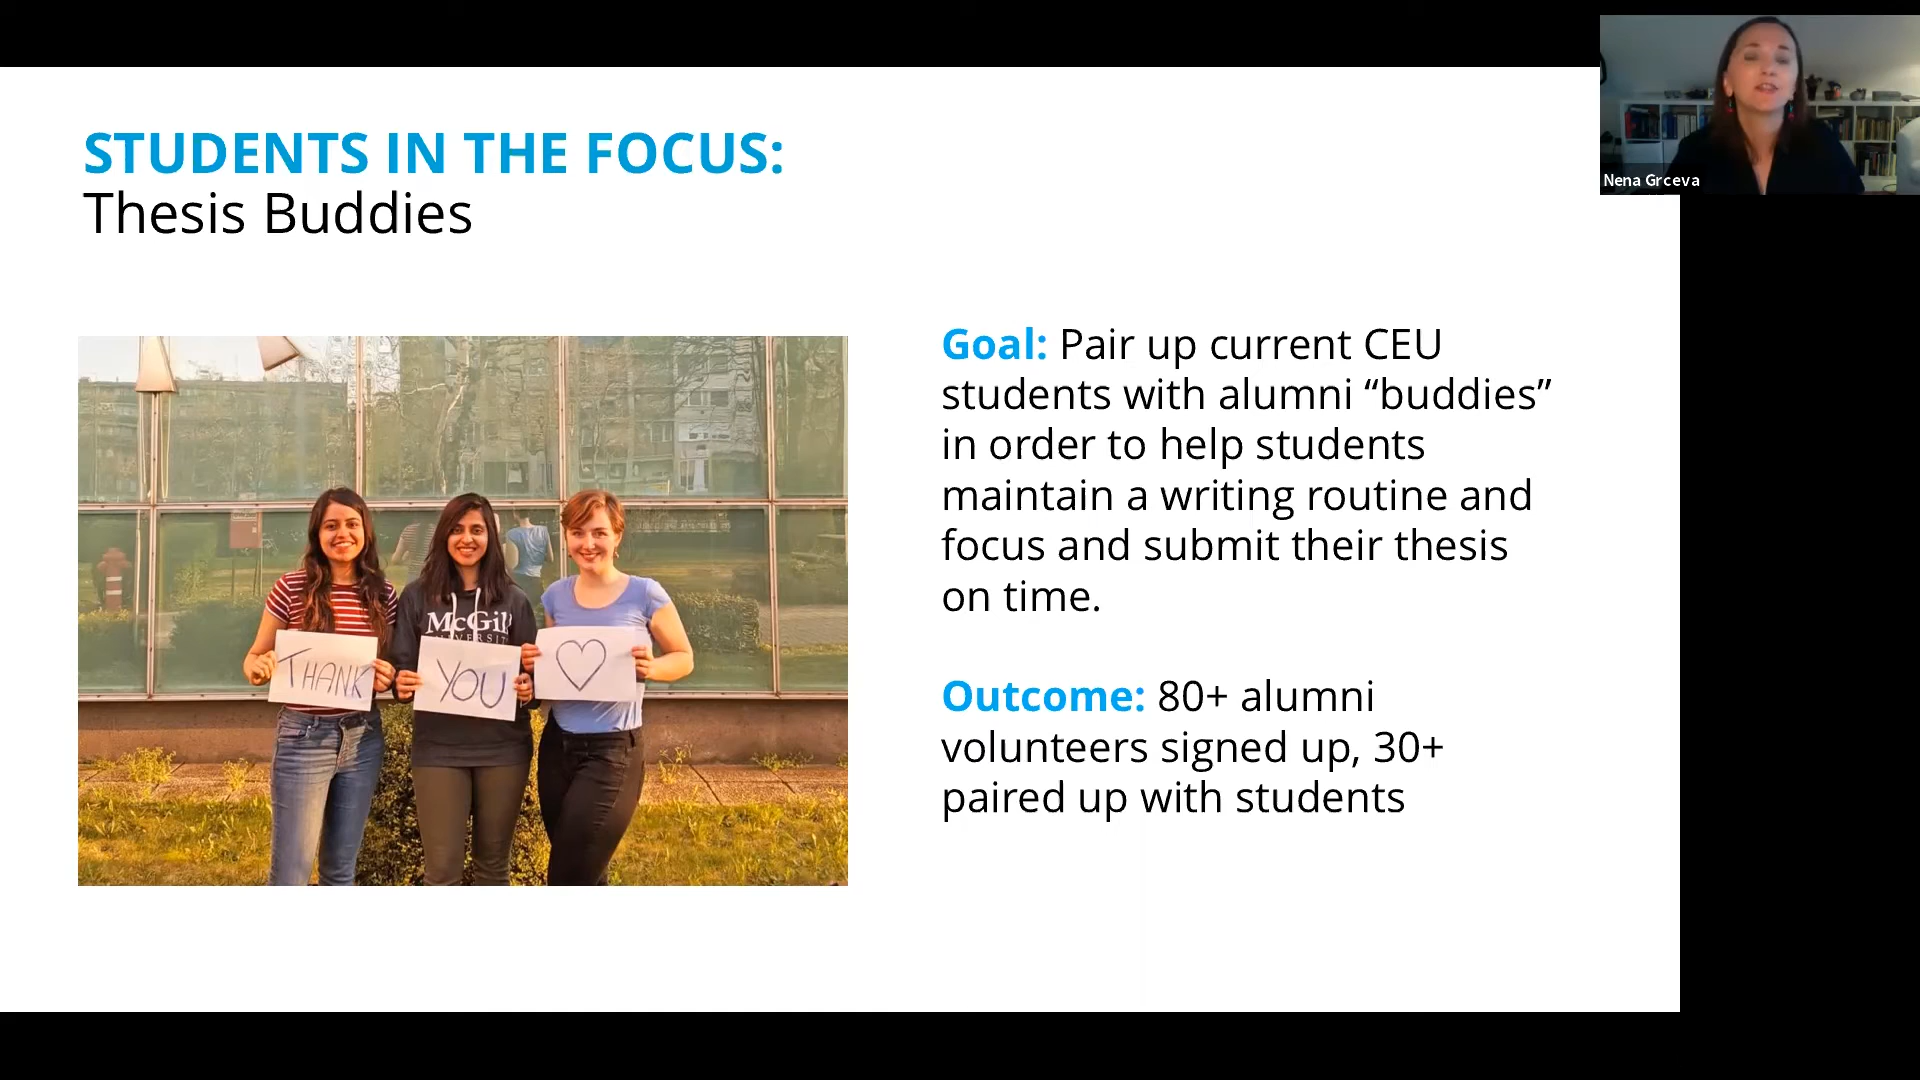 STUDENTS IN THE FOCUS:
Thesis Buddies
Nena Grceva
Goal: Pair up current CEU
students with alumni “buddies”
in order to help students
maintain a writing routine and
focus and submit their thesis
on time.
Outcome: 80+ alumni
volunteers signed up, 30+
paired up with students
McGill
THANK
YOU